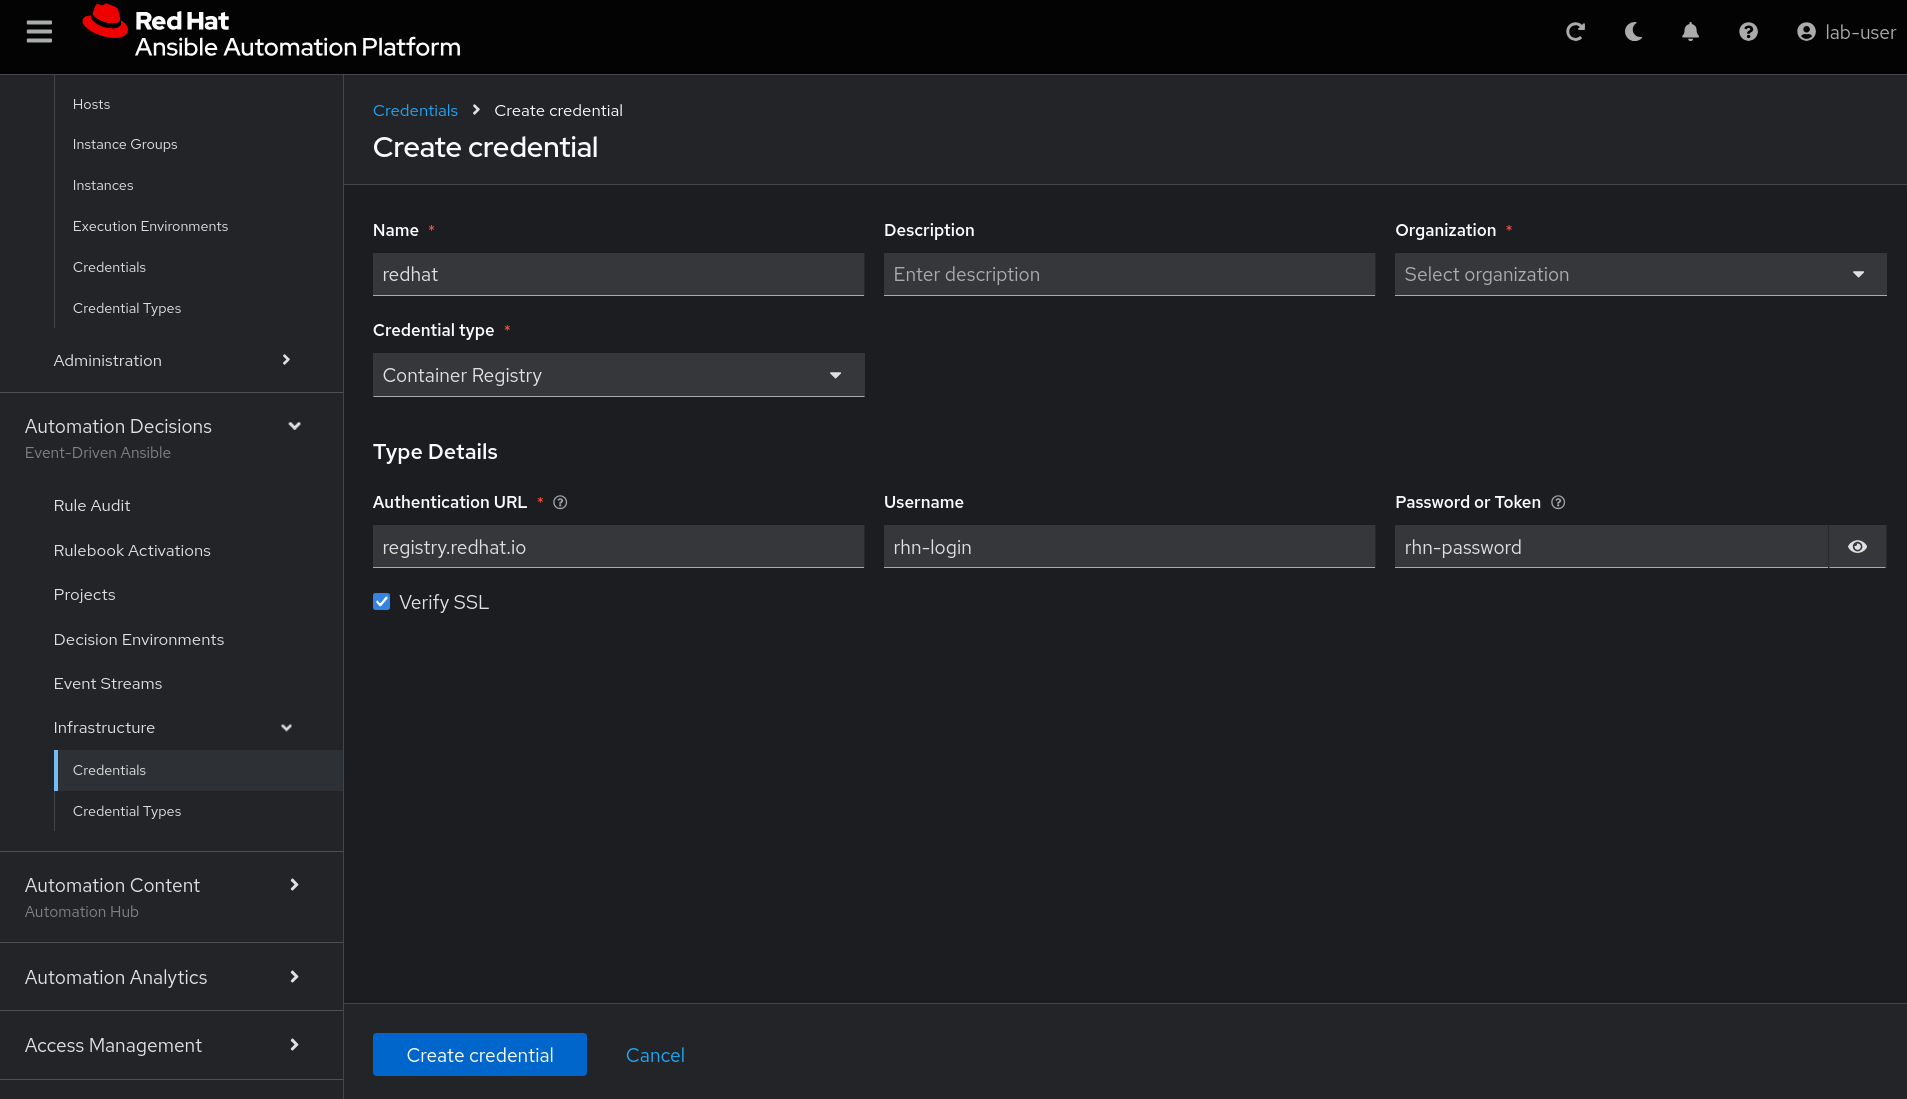 Red Hat
Ansible Automation Platform
lab-user
Hosts
Instance Groups
Instances
Execution Environments
Credentials
Credential Types
Administration
Automation Decisions
Event-Driven Ansible
Rule Audit
Rulebook Activations
Projects
Decision Environments
Event Streams
Infrastructure
Credentials
Credential Types
Automation Content
Automation Hub
Automation Analytics
Access Management
Credentials > Create credential
Create credential
Name * Description Organization *
redhat Enter description Select organization
Credential type *
Container Registry
Type Details
Authentication URL * Username Password or Token
registry.redhat.io rhn-login rhn-password
Verify SSL
Create credential Cancel